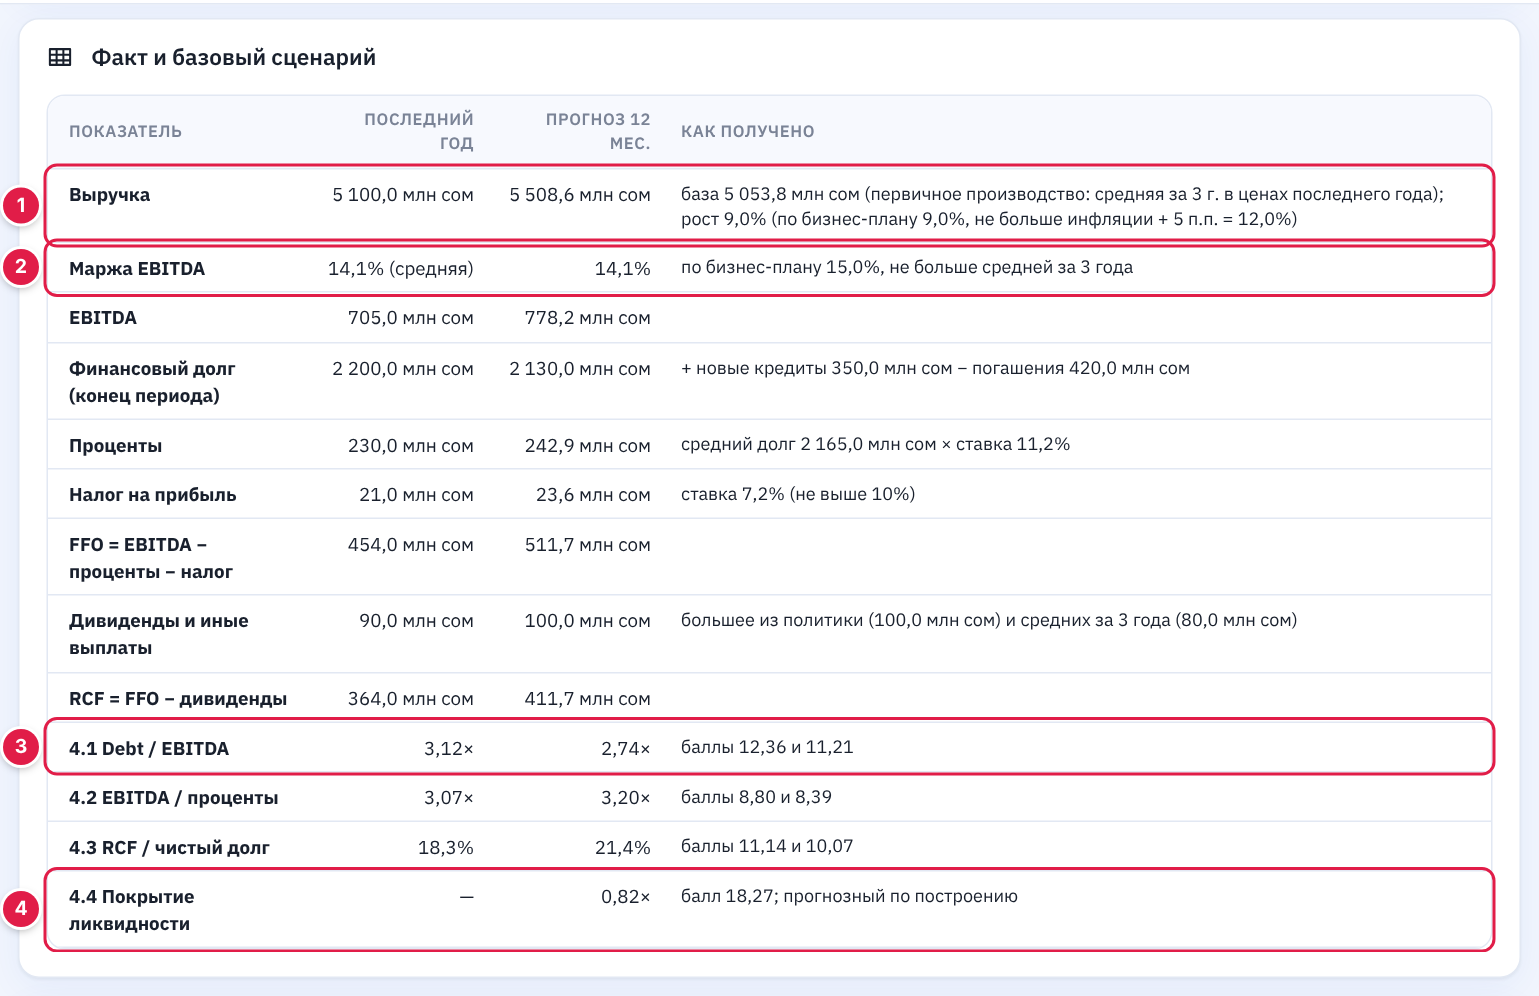 Факт и базовый сценарий
ПОКАЗАТЕЛЬ
ПОСЛЕДНИЙ
ГОД
ПРОГНОЗ 12
МЕС.
КАК ПОЛУЧЕНО
1
Выручка
5 100,0 млн сом
5 508,6 млн сом
база 5 053,8 млн сом (первичное производство: средняя за 3 г. в ценах последнего года);
рост 9,0% (по бизнес-плану 9,0%, не больше инфляции + 5 п.п. = 12,0%)
2
Маржа EBITDA
14,1% (средняя)
14,1%
по бизнес-плану 15,0%, не больше средней за 3 года
EBITDA
705,0 млн сом
778,2 млн сом
Финансовый долг
(конец периода)
2 200,0 млн сом
2 130,0 млн сом
+ новые кредиты 350,0 млн сом − погашения 420,0 млн сом
Проценты
230,0 млн сом
242,9 млн сом
средний долг 2 165,0 млн сом × ставка 11,2%
Налог на прибыль
21,0 млн сом
23,6 млн сом
ставка 7,2% (не выше 10%)
FFO = EBITDA −
проценты − налог
454,0 млн сом
511,7 млн сом
Дивиденды и иные
выплаты
90,0 млн сом
100,0 млн сом
большее из политики (100,0 млн сом) и средних за 3 года (80,0 млн сом)
RCF = FFO − дивиденды
364,0 млн сом
411,7 млн сом
3
4.1 Debt / EBITDA
3,12×
2,74×
баллы 12,36 и 11,21
4.2 EBITDA / проценты
3,07×
3,20×
баллы 8,80 и 8,39
4.3 RCF / чистый долг
18,3%
21,4%
баллы 11,14 и 10,07
4
4.4 Покрытие
ликвидности
—
0,82×
балл 18,27; прогнозный по построению